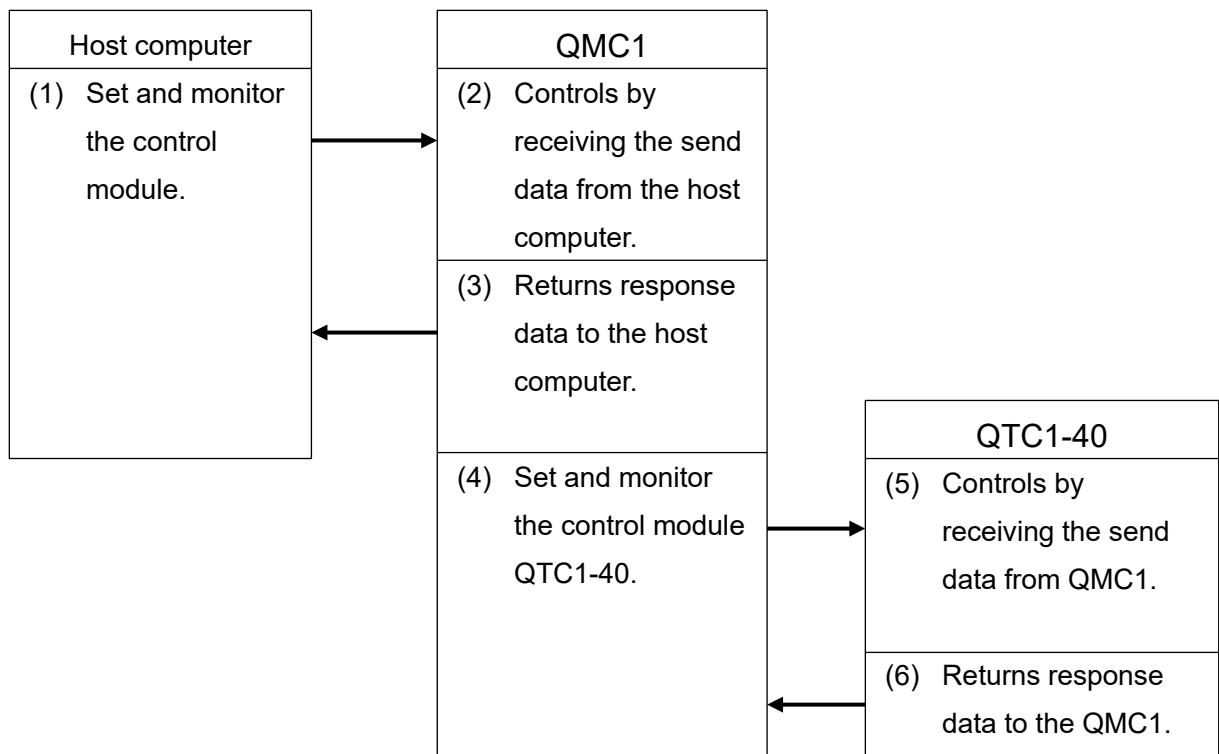 Host computer
(1) Set and monitor
the control
module.
QMC1
(2) Controls by
receiving the send
data from the host
computer.
(3) Returns response
data to the host
computer.
(4) Set and monitor
the control module
QTC1-40.
QTC1-40
(5) Controls by
receiving the send
data from QMC1.
(6) Returns response
data to the QMC1.